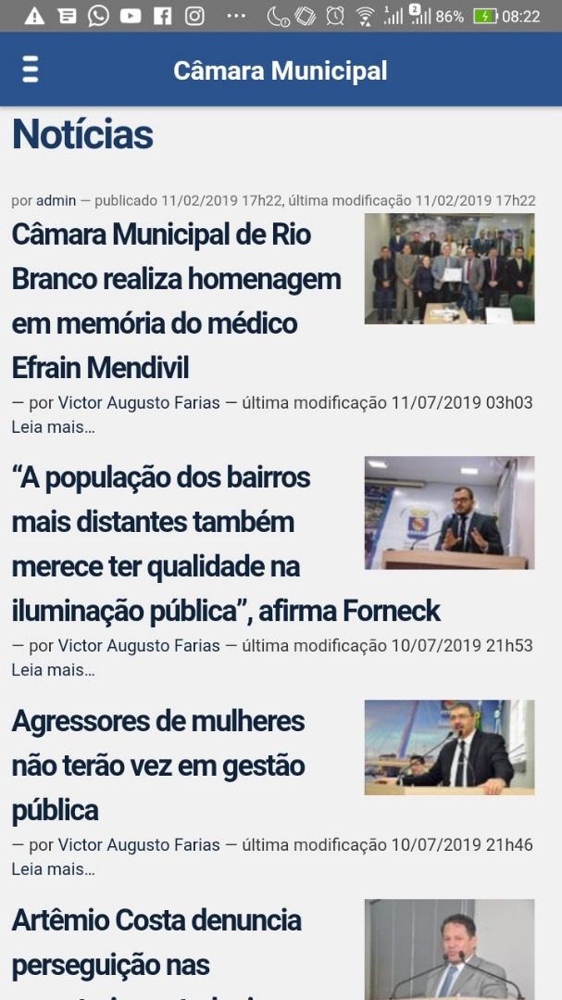 1 2 86% 08:22
Câmara Municipal
Notícias
por admin — publicado 11/02/2019 17h22, última modificação 11/02/2019 17h22
Câmara Municipal de Rio
Branco realiza homenagem
em memória do médico
Efrain Mendivil
— por Victor Augusto Farias — última modificação 11/07/2019 03h03
Leia mais…
“A população dos bairros
mais distantes também
merece ter qualidade na
iluminação pública”, afirma Forneck
— por Victor Augusto Farias — última modificação 10/07/2019 21h53
Leia mais…
Agressores de mulheres
não terão vez em gestão
pública
— por Victor Augusto Farias — última modificação 10/07/2019 21h46
Leia mais…
Artêmio Costa denuncia
perseguição nas